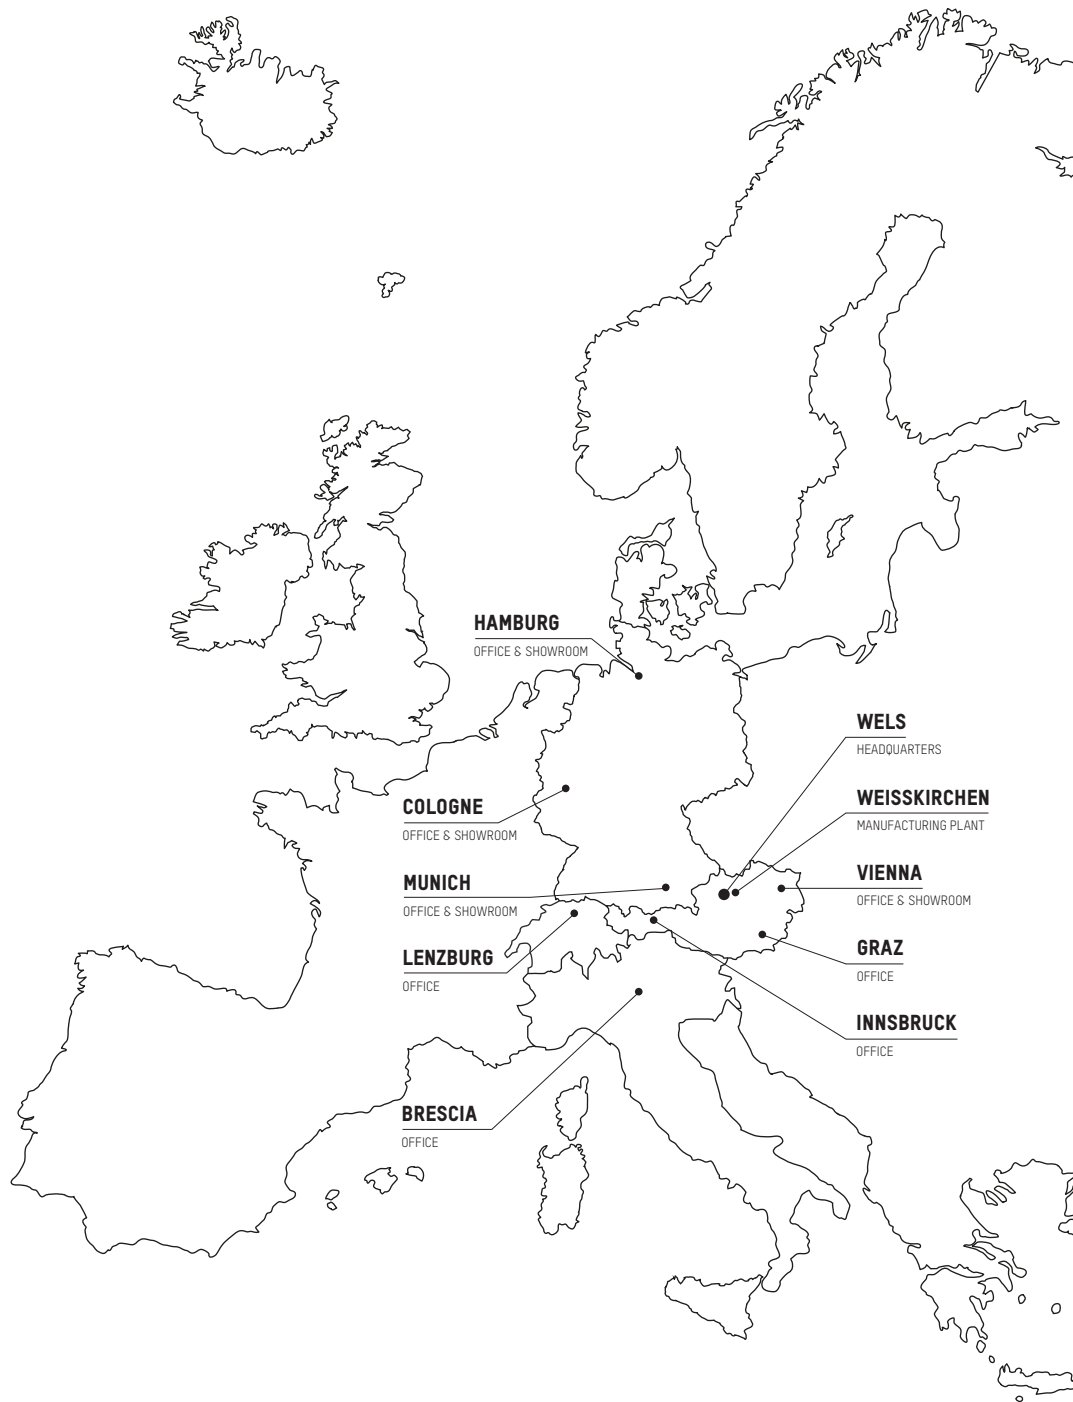 HAMBURG
OFFICE & SHOWROOM
WELS
HEADQUARTERS
COLOGNE
OFFICE & SHOWROOM
WEISSKIRCHEN
MANUFACTURING PLANT
MUNICH
OFFICE & SHOWROOM
VIENNA
OFFICE & SHOWROOM
LENZBURG
OFFICE
GRAZ
OFFICE
INNSBRUCK
OFFICE
BRESCIA
OFFICE